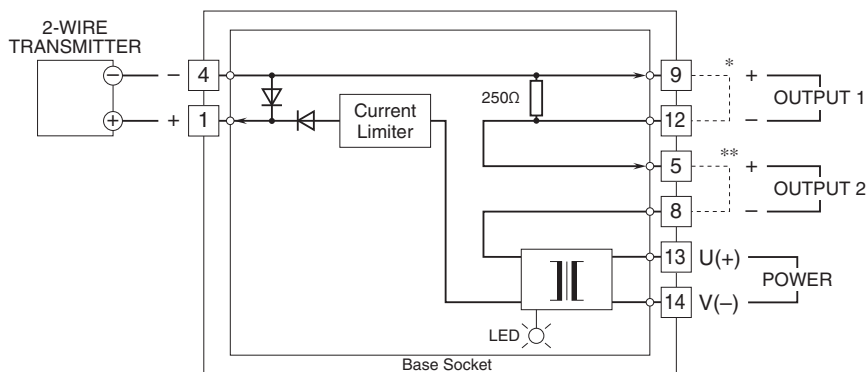 2-WIRE
TRANSMITTER
−
−
4
+
+
1
250Ω
Current
Limiter
9
*
+
OUTPUT 1
12
−
5
**
+
OUTPUT 2
8
−
13
U(+)
POWER
14
V(−)
LED
Base Socket